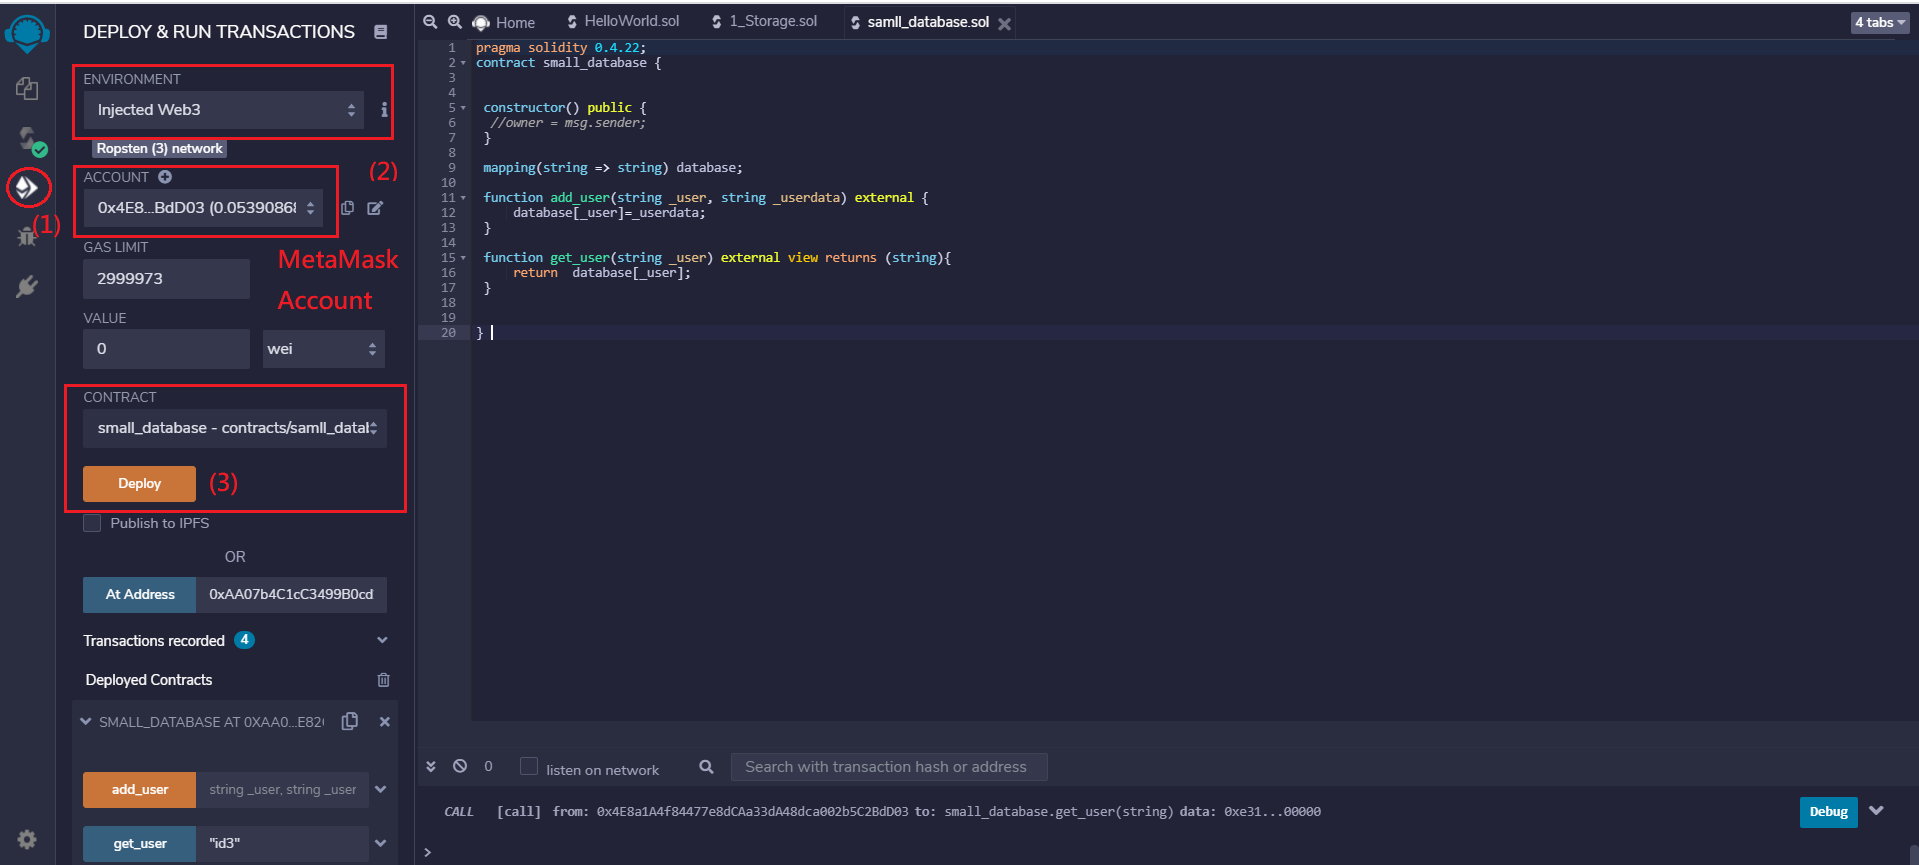 DEPLOY & RUN TRANSACTIONS
ENVIRONMENT
Injected Web3
i
Ropsten (3) network
(2)
ACCOUNT
0x4E8...BdD03 (0.0539086
(1)
GAS LIMIT
2999973
MetaMask
Account
VALUE
0
wei
CONTRACT
small_database - contracts/samll_datal
Deploy
(3)
Publish to IPFS
OR
At Address
0xAA07b4C1cC3499B0cd
Transactions recorded 4
Deployed Contracts
SMALL_DATABASE AT 0XAA0...E82
add_user
string _user, string _user
get_user
"id3"
Home
HelloWorld.sol
1_Storage.sol
samll_database.sol
4 tabs
1 pragma solidity 0.4.22;
2 contract small_database {
3
4
5 constructor() public {
6 //owner = msg.sender;
7 }
8
9 mapping(string => string) database;
10
11 function add_user(string _user, string _userdata) external {
12 database[_user]=_userdata;
13 }
14
15 function get_user(string _user) external view returns (string){
16 return  database[_user];
17 }
18
19
20 }
0
listen on network
Search with transaction hash or address
CALL [call] from: 0x4E8a1A4f84477e8dCAa33dA48dca002b5C2BdD03 to: small_database.get_user(string) data: 0xe31...00000
Debug
>